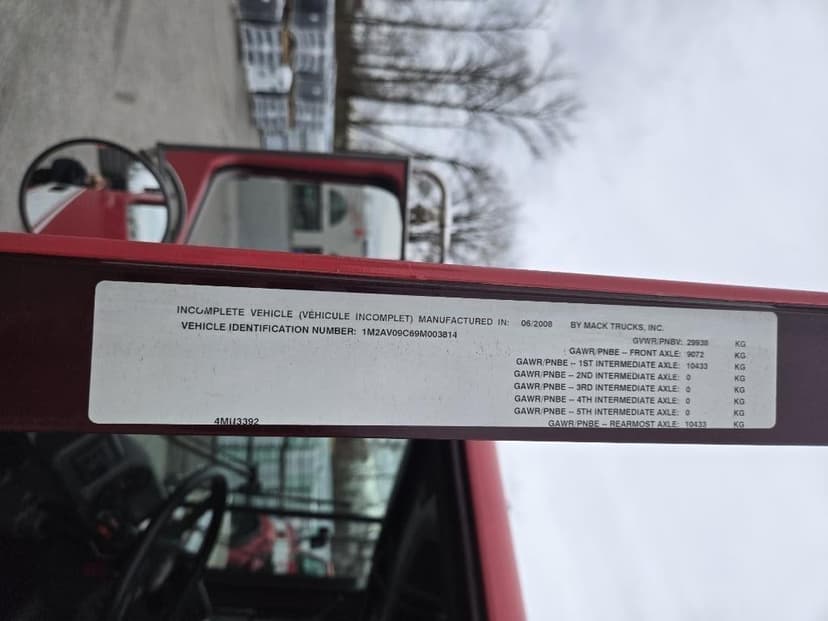 INCOMPLETE VEHICLE (VÉHICULE INCOMPLET) MANUFACTURED IN: 06/2008 BY MACK TRUCKS, INC.
VEHICLE IDENTIFICATION NUMBER: 1M2AV09C69M003814
GVWR/PNBV: 29938 KG
GAWR/PNBE -- FRONT AXLE: 9072 KG
GAWR/PNBE -- 1ST INTERMEDIATE AXLE: 10433 KG
GAWR/PNBE -- 2ND INTERMEDIATE AXLE: 0 KG
GAWR/PNBE -- 3RD INTERMEDIATE AXLE: 0 KG
GAWR/PNBE -- 4TH INTERMEDIATE AXLE: 0 KG
GAWR/PNBE -- 5TH INTERMEDIATE AXLE: 0 KG
GAWR/PNBE -- REARMOST AXLE: 10433 KG
4MU3392